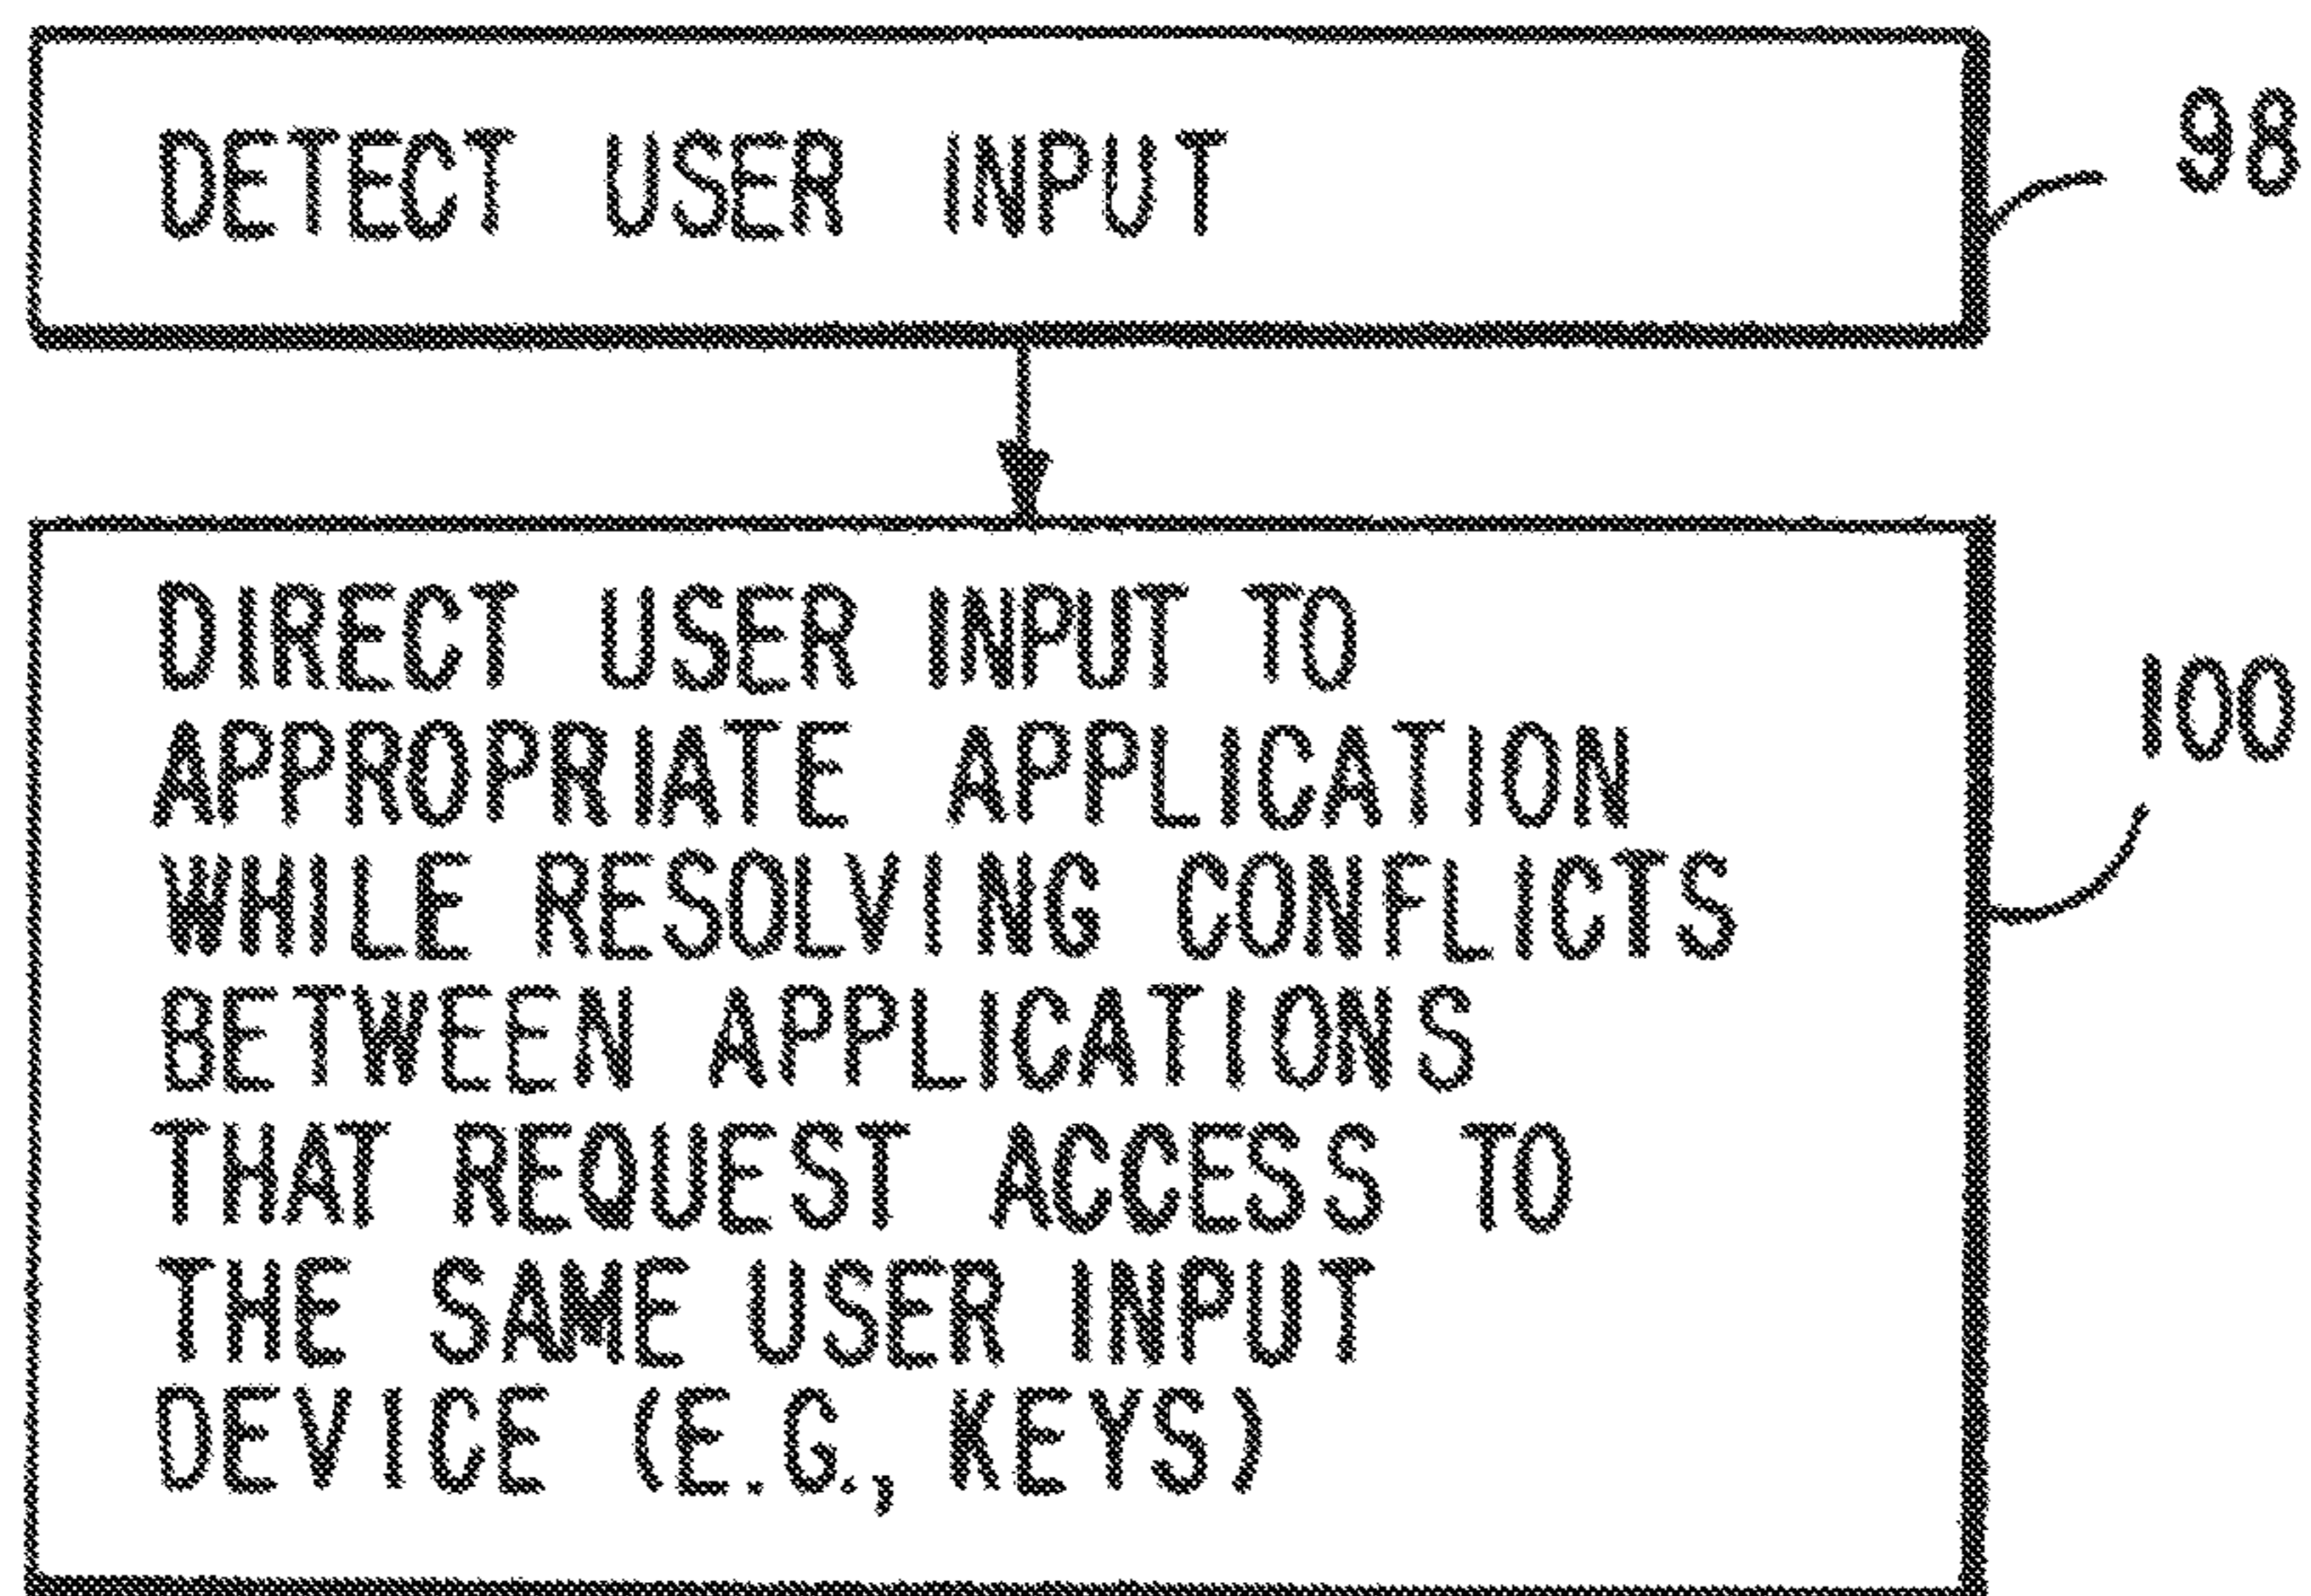 DETECT USER INPUT
98
DIRECT USER INPUT TO
APPROPRIATE APPLICATION
WHILE RESOLVING CONFLICTS
BETWEEN APPLICATIONS
THAT REQUEST ACCESS TO
THE SAME USER INPUT
DEVICE (E.G., KEYS)
100